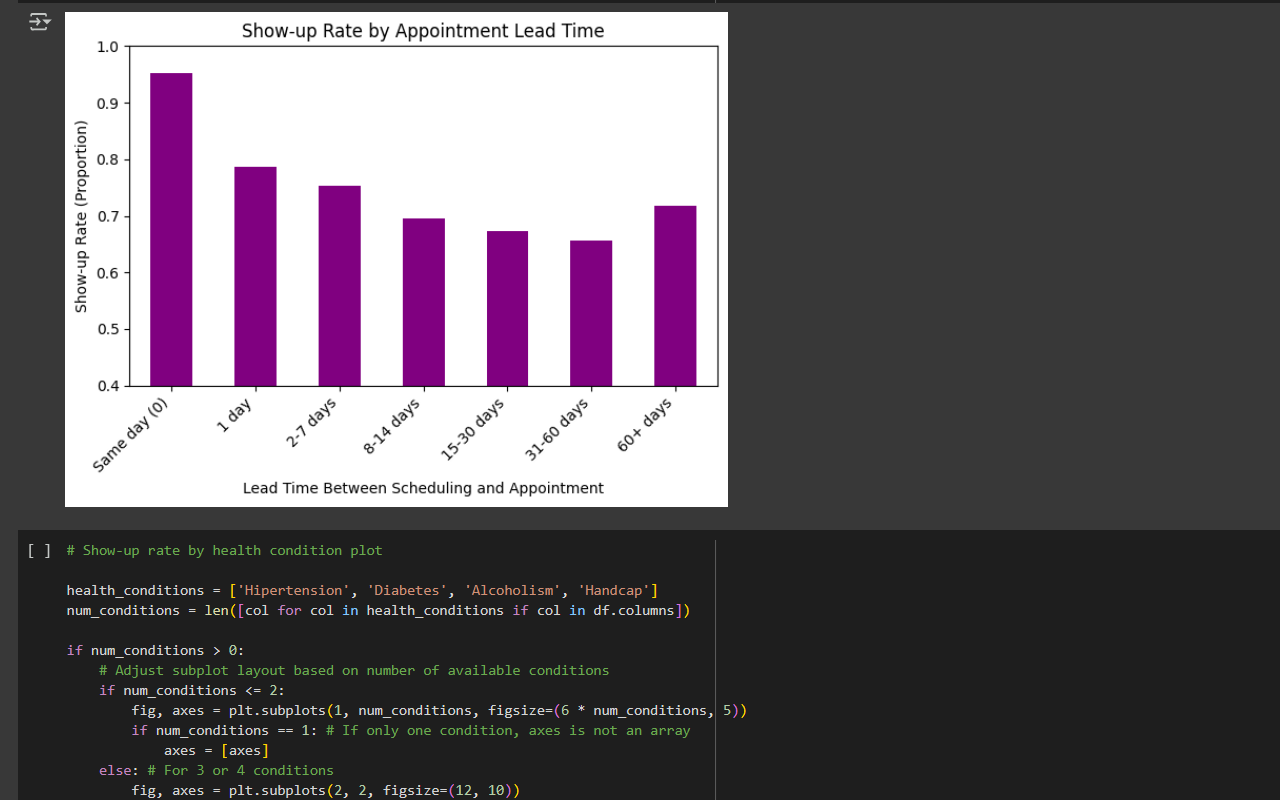 Show-up Rate by Appointment Lead Time
1.0
0.9
0.8
0.7
0.6
0.5
0.4
Show-up Rate (Proportion)
Same day (0)
1 day
2-7 days
8-14 days
15-30 days
31-60 days
60+ days
Lead Time Between Scheduling and Appointment
[ ] # Show-up rate by health condition plot
health_conditions = ['Hipertension', 'Diabetes', 'Alcoholism', 'Handcap']
num_conditions = len([col for col in health_conditions if col in df.columns])
if num_conditions > 0:
    # Adjust subplot layout based on number of available conditions
    if num_conditions <= 2:
        fig, axes = plt.subplots(1, num_conditions, figsize=(6 * num_conditions, 5))
        if num_conditions == 1: # If only one condition, axes is not an array
            axes = [axes]
    else: # For 3 or 4 conditions
        fig, axes = plt.subplots(2, 2, figsize=(12, 10))